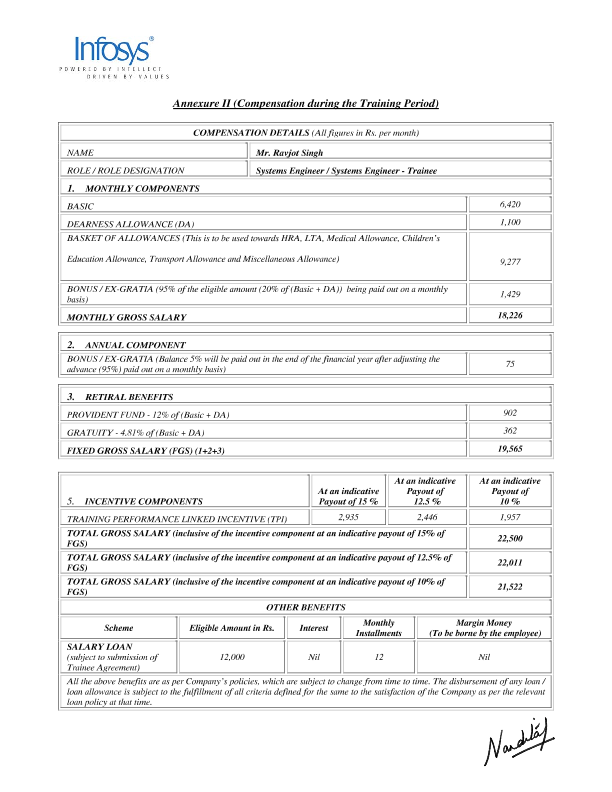 Infosys®
POWERED BY INTELLECT
DRIVEN BY VALUES
Annexure II (Compensation during the Training Period)
COMPENSATION DETAILS (All figures in Rs. per month)
NAME Mr. Ravjot Singh
ROLE / ROLE DESIGNATION Systems Engineer / Systems Engineer - Trainee
1. MONTHLY COMPONENTS
BASIC 6,420
DEARNESS ALLOWANCE (DA) 1,100
BASKET OF ALLOWANCES (This is to be used towards HRA, LTA, Medical Allowance, Children's
Education Allowance, Transport Allowance and Miscellaneous Allowance) 9,277
BONUS / EX-GRATIA (95% of the eligible amount (20% of (Basic + DA)) being paid out on a monthly
basis) 1,429
MONTHLY GROSS SALARY 18,226
2. ANNUAL COMPONENT
BONUS / EX-GRATIA (Balance 5% will be paid out in the end of the financial year after adjusting the
advance (95%) paid out on a monthly basis) 75
3. RETIRAL BENEFITS
PROVIDENT FUND - 12% of (Basic + DA) 902
GRATUITY - 4.81% of (Basic + DA) 362
FIXED GROSS SALARY (FGS) (1+2+3) 19,565
5. INCENTIVE COMPONENTS At an indicative Payout of 15 % At an indicative Payout of 12.5 % At an indicative Payout of 10 %
TRAINING PERFORMANCE LINKED INCENTIVE (TPI) 2,935 2,446 1,957
TOTAL GROSS SALARY (inclusive of the incentive component at an indicative payout of 15% of
FGS) 22,500
TOTAL GROSS SALARY (inclusive of the incentive component at an indicative payout of 12.5% of
FGS) 22,011
TOTAL GROSS SALARY (inclusive of the incentive component at an indicative payout of 10% of
FGS) 21,522
OTHER BENEFITS
Scheme Eligible Amount in Rs. Interest Monthly Installments Margin Money (To be borne by the employee)
SALARY LOAN
(subject to submission of
Trainee Agreement) 12,000 Nil 12 Nil
All the above benefits are as per Company's policies, which are subject to change from time to time. The disbursement of any loan /
loan allowance is subject to the fulfillment of all criteria defined for the same to the satisfaction of the Company as per the relevant
loan policy at that time.